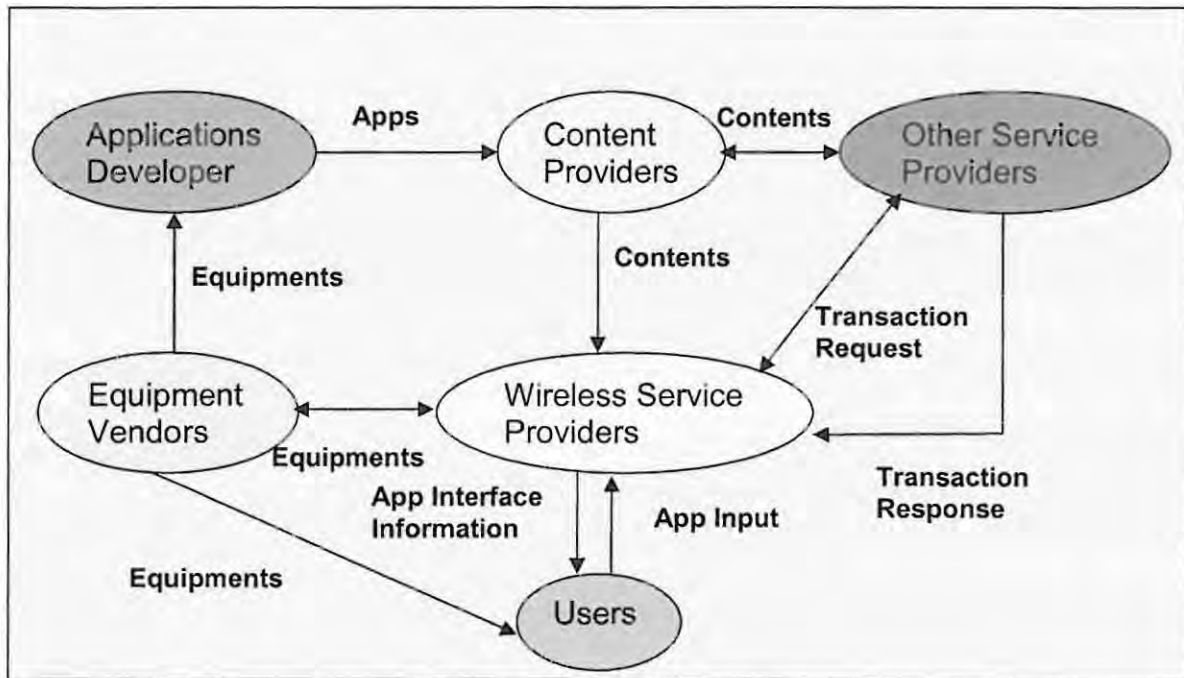 Apps
Contents
Applications
Developer
Content
Providers
Other Service
Providers
Equipments
Contents
Transaction
Request
Equipment
Vendors
Wireless Service
Providers
Equipments
App Interface
Information
App Input
Transaction
Response
Equipments
Users